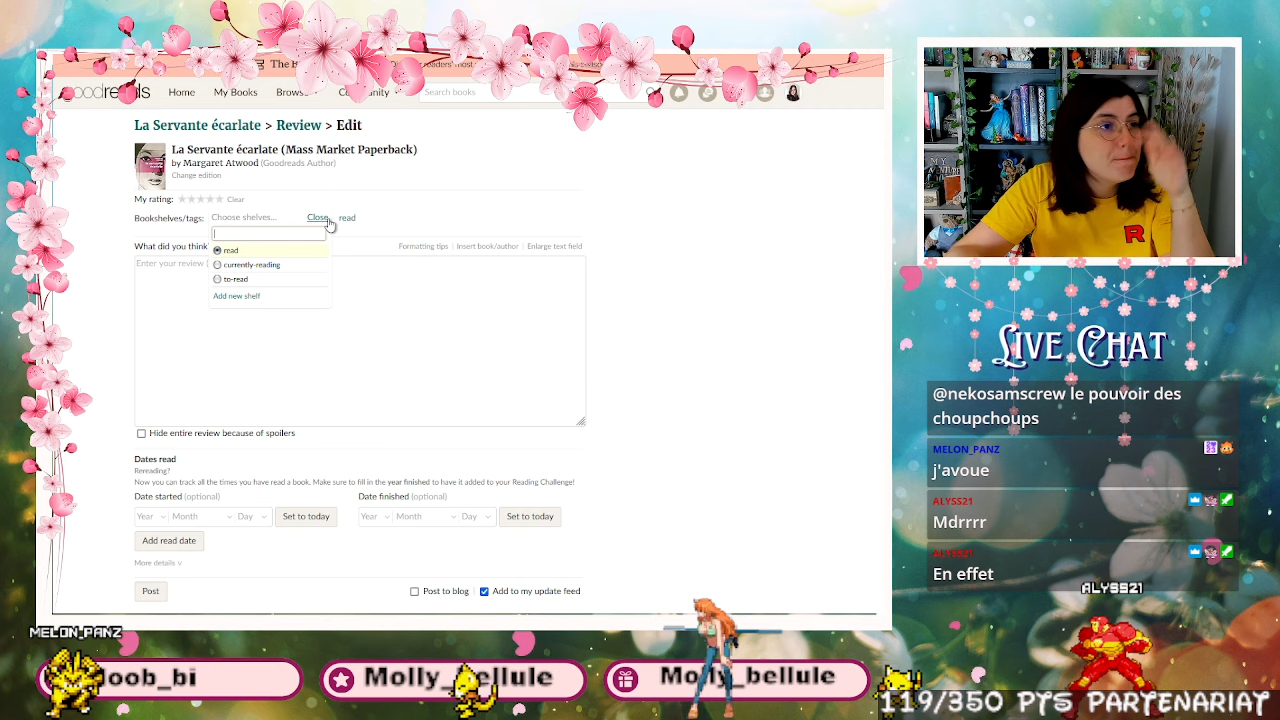 The
readers' most
goodreads
Home
My Books
Browse
Community
Search books
La Servante écarlate > Review > Edit
La Servante écarlate (Mass Market Paperback)
by Margaret Atwood (Goodreads Author)
Change edition
My rating:
Clear
Bookshelves/tags:
Choose shelves...
Close
read
What did you think
Formatting tips | Insert book/author | Enlarge text field
read
currently-reading
to-read
Add new shelf
Enter your review (
Hide entire review because of spoilers
Dates read
Rereading?
Now you can track all the times you have read a book. Make sure to fill in the year finished to have it added to your Reading Challenge!
Date started (optional)
Date finished (optional)
Year
Month
Day
Set to today
Year
Month
Day
Set to today
Add read date
More details
Post
Post to blog
Add to my update feed
R
LIVE CHAT
@nekosamscrew le pouvoir des
choupchoups
MELON_PANZ
j'avoue
ALYSS21
Mdrrrr
ALYSS21
En effet
ALYSS21
MELON_PANZ
oob_bi
Molly_bellule
Molly_bellule
119/350 PTS PARTENARIAT